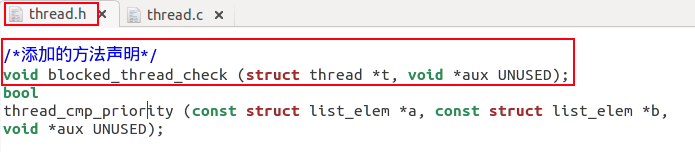 thread.h × thread.c ×
/*添加的方法声明*/
void blocked_thread_check (struct thread *t, void *aux UNUSED);
bool
thread_cmp_priority (const struct list_elem *a, const struct list_elem *b,
void *aux UNUSED);